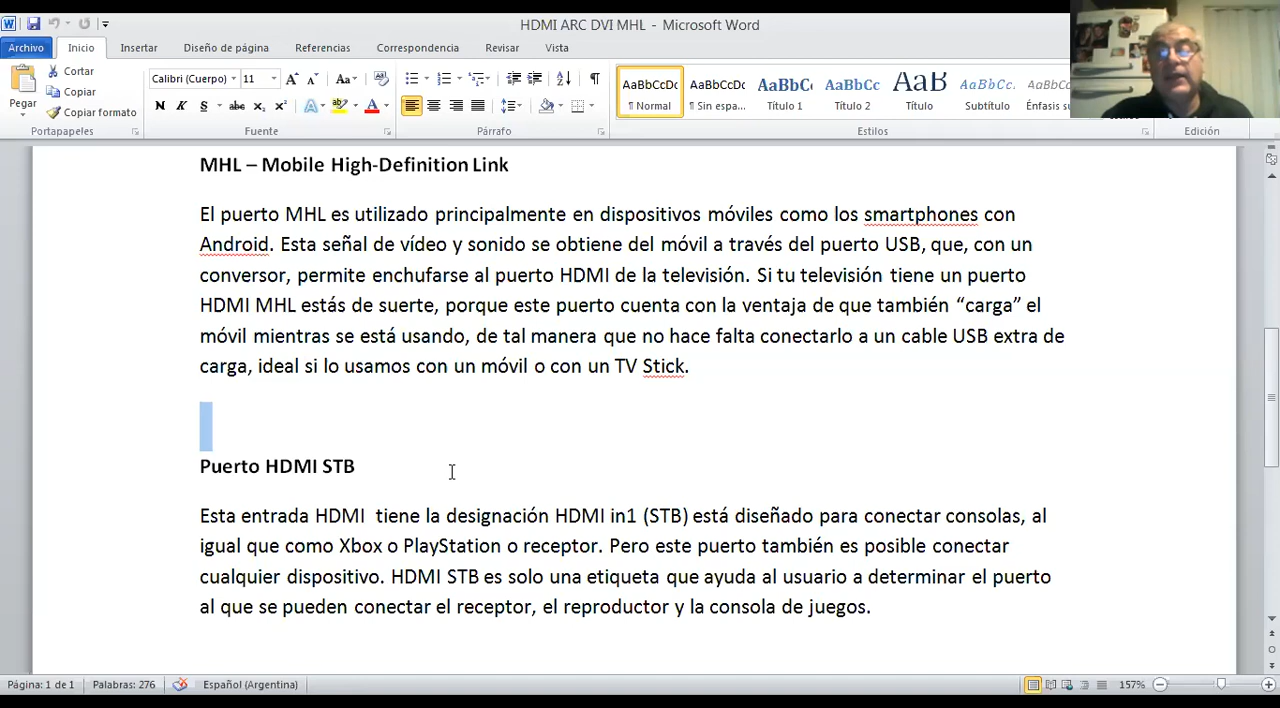 HDMI ARC DVI MHL - Microsoft Word
Archivo Inicio Insertar Diseño de página Referencias Correspondencia Revisar Vista
Pegar
Cortar
Copiar
Copiar formato
Portapapeles
Calibri (Cuerpo) 11
N K S abc x₂ x²
Fuente
Párrafo
AaBbCcDc AaBbCcDc AaBbC AaBbCc AaB AaBbCc. AaBbCc
¶ Normal ¶ Sin espa... Título 1 Título 2 Título Subtítulo Énfasis su
Estilos
Edición
MHL – Mobile High-Definition Link
El puerto MHL es utilizado principalmente en dispositivos móviles como los smartphones con
Android. Esta señal de vídeo y sonido se obtiene del móvil a través del puerto USB, que, con un
conversor, permite enchufarse al puerto HDMI de la televisión. Si tu televisión tiene un puerto
HDMI MHL estás de suerte, porque este puerto cuenta con la ventaja de que también “carga” el
móvil mientras se está usando, de tal manera que no hace falta conectarlo a un cable USB extra de
carga, ideal si lo usamos con un móvil o con un TV Stick.
Puerto HDMI STB
Esta entrada HDMI  tiene la designación HDMI in1 (STB) está diseñado para conectar consolas, al
igual que como Xbox o PlayStation o receptor. Pero este puerto también es posible conectar
cualquier dispositivo. HDMI STB es solo una etiqueta que ayuda al usuario a determinar el puerto
al que se pueden conectar el receptor, el reproductor y la consola de juegos.
Página: 1 de 1 Palabras: 276 Español (Argentina) 157%